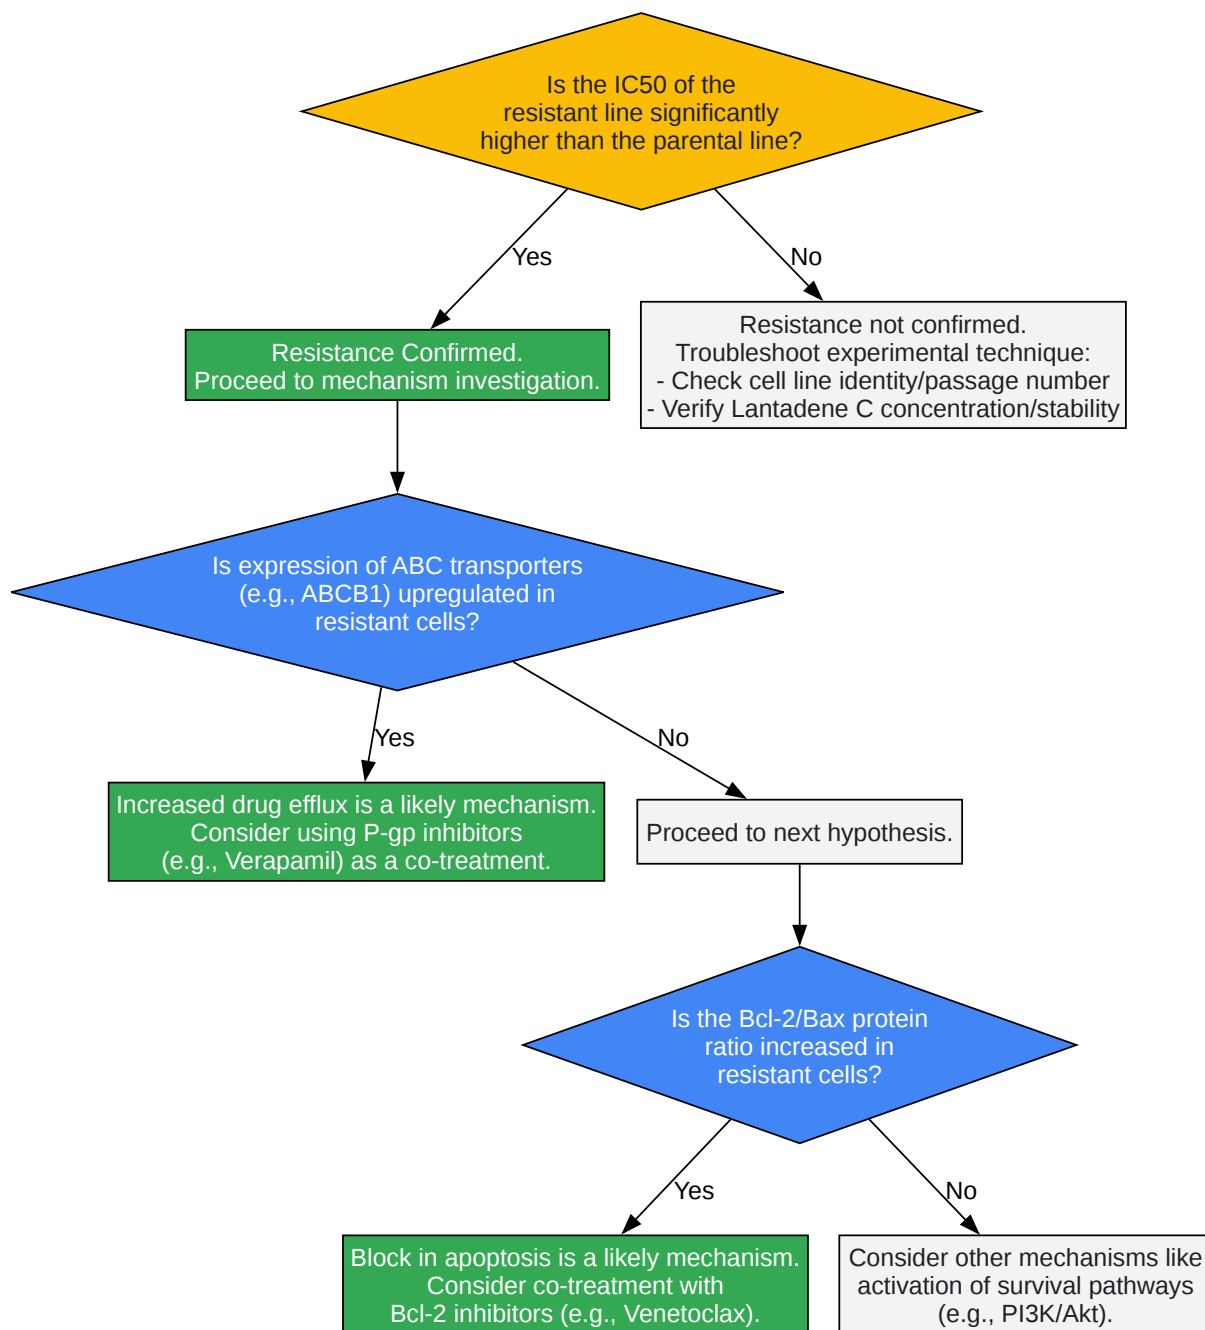 Is the IC50 of the
resistant line significantly
higher than the parental line?
Yes
No
Resistance Confirmed.
Proceed to mechanism investigation.
Resistance not confirmed.
Troubleshoot experimental technique:
- Check cell line identity/passage number
- Verify Lantadene C concentration/stability
Is expression of ABC transporters
(e.g., ABCB1) upregulated in
resistant cells?
Yes
No
Increased drug efflux is a likely mechanism.
Consider using P-gp inhibitors
(e.g., Verapamil) as a co-treatment.
Proceed to next hypothesis.
Is the Bcl-2/Bax protein
ratio increased in
resistant cells?
Yes
No
Block in apoptosis is a likely mechanism.
Consider co-treatment with
Bcl-2 inhibitors (e.g., Venetoclax).
Consider other mechanisms like
activation of survival pathways
(e.g., PI3K/Akt).